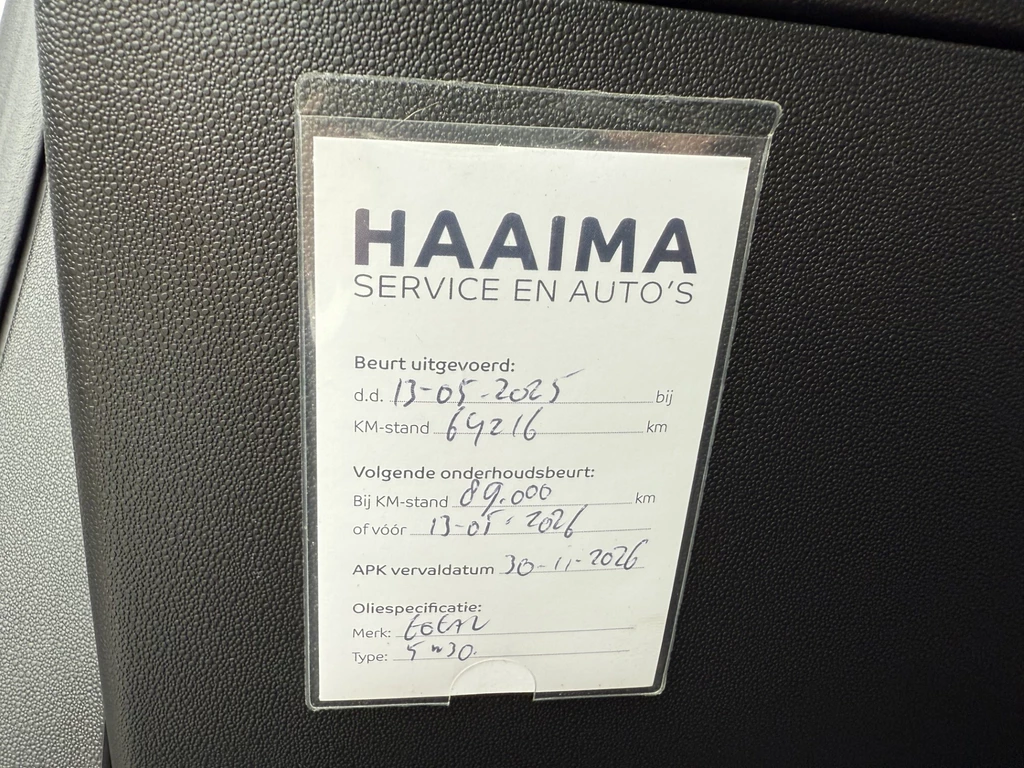 HAAIMA
SERVICE EN AUTO'S
Beurt uitgevoerd:
d.d. 13-05-2025 bij
KM-stand 64216 km
Volgende onderhoudsbeurt:
Bij KM-stand 89.000 km
of vóór 13-05-2026
APK vervaldatum 30-11-2026
Oliespecificatie:
Merk: total
Type: 5w30.